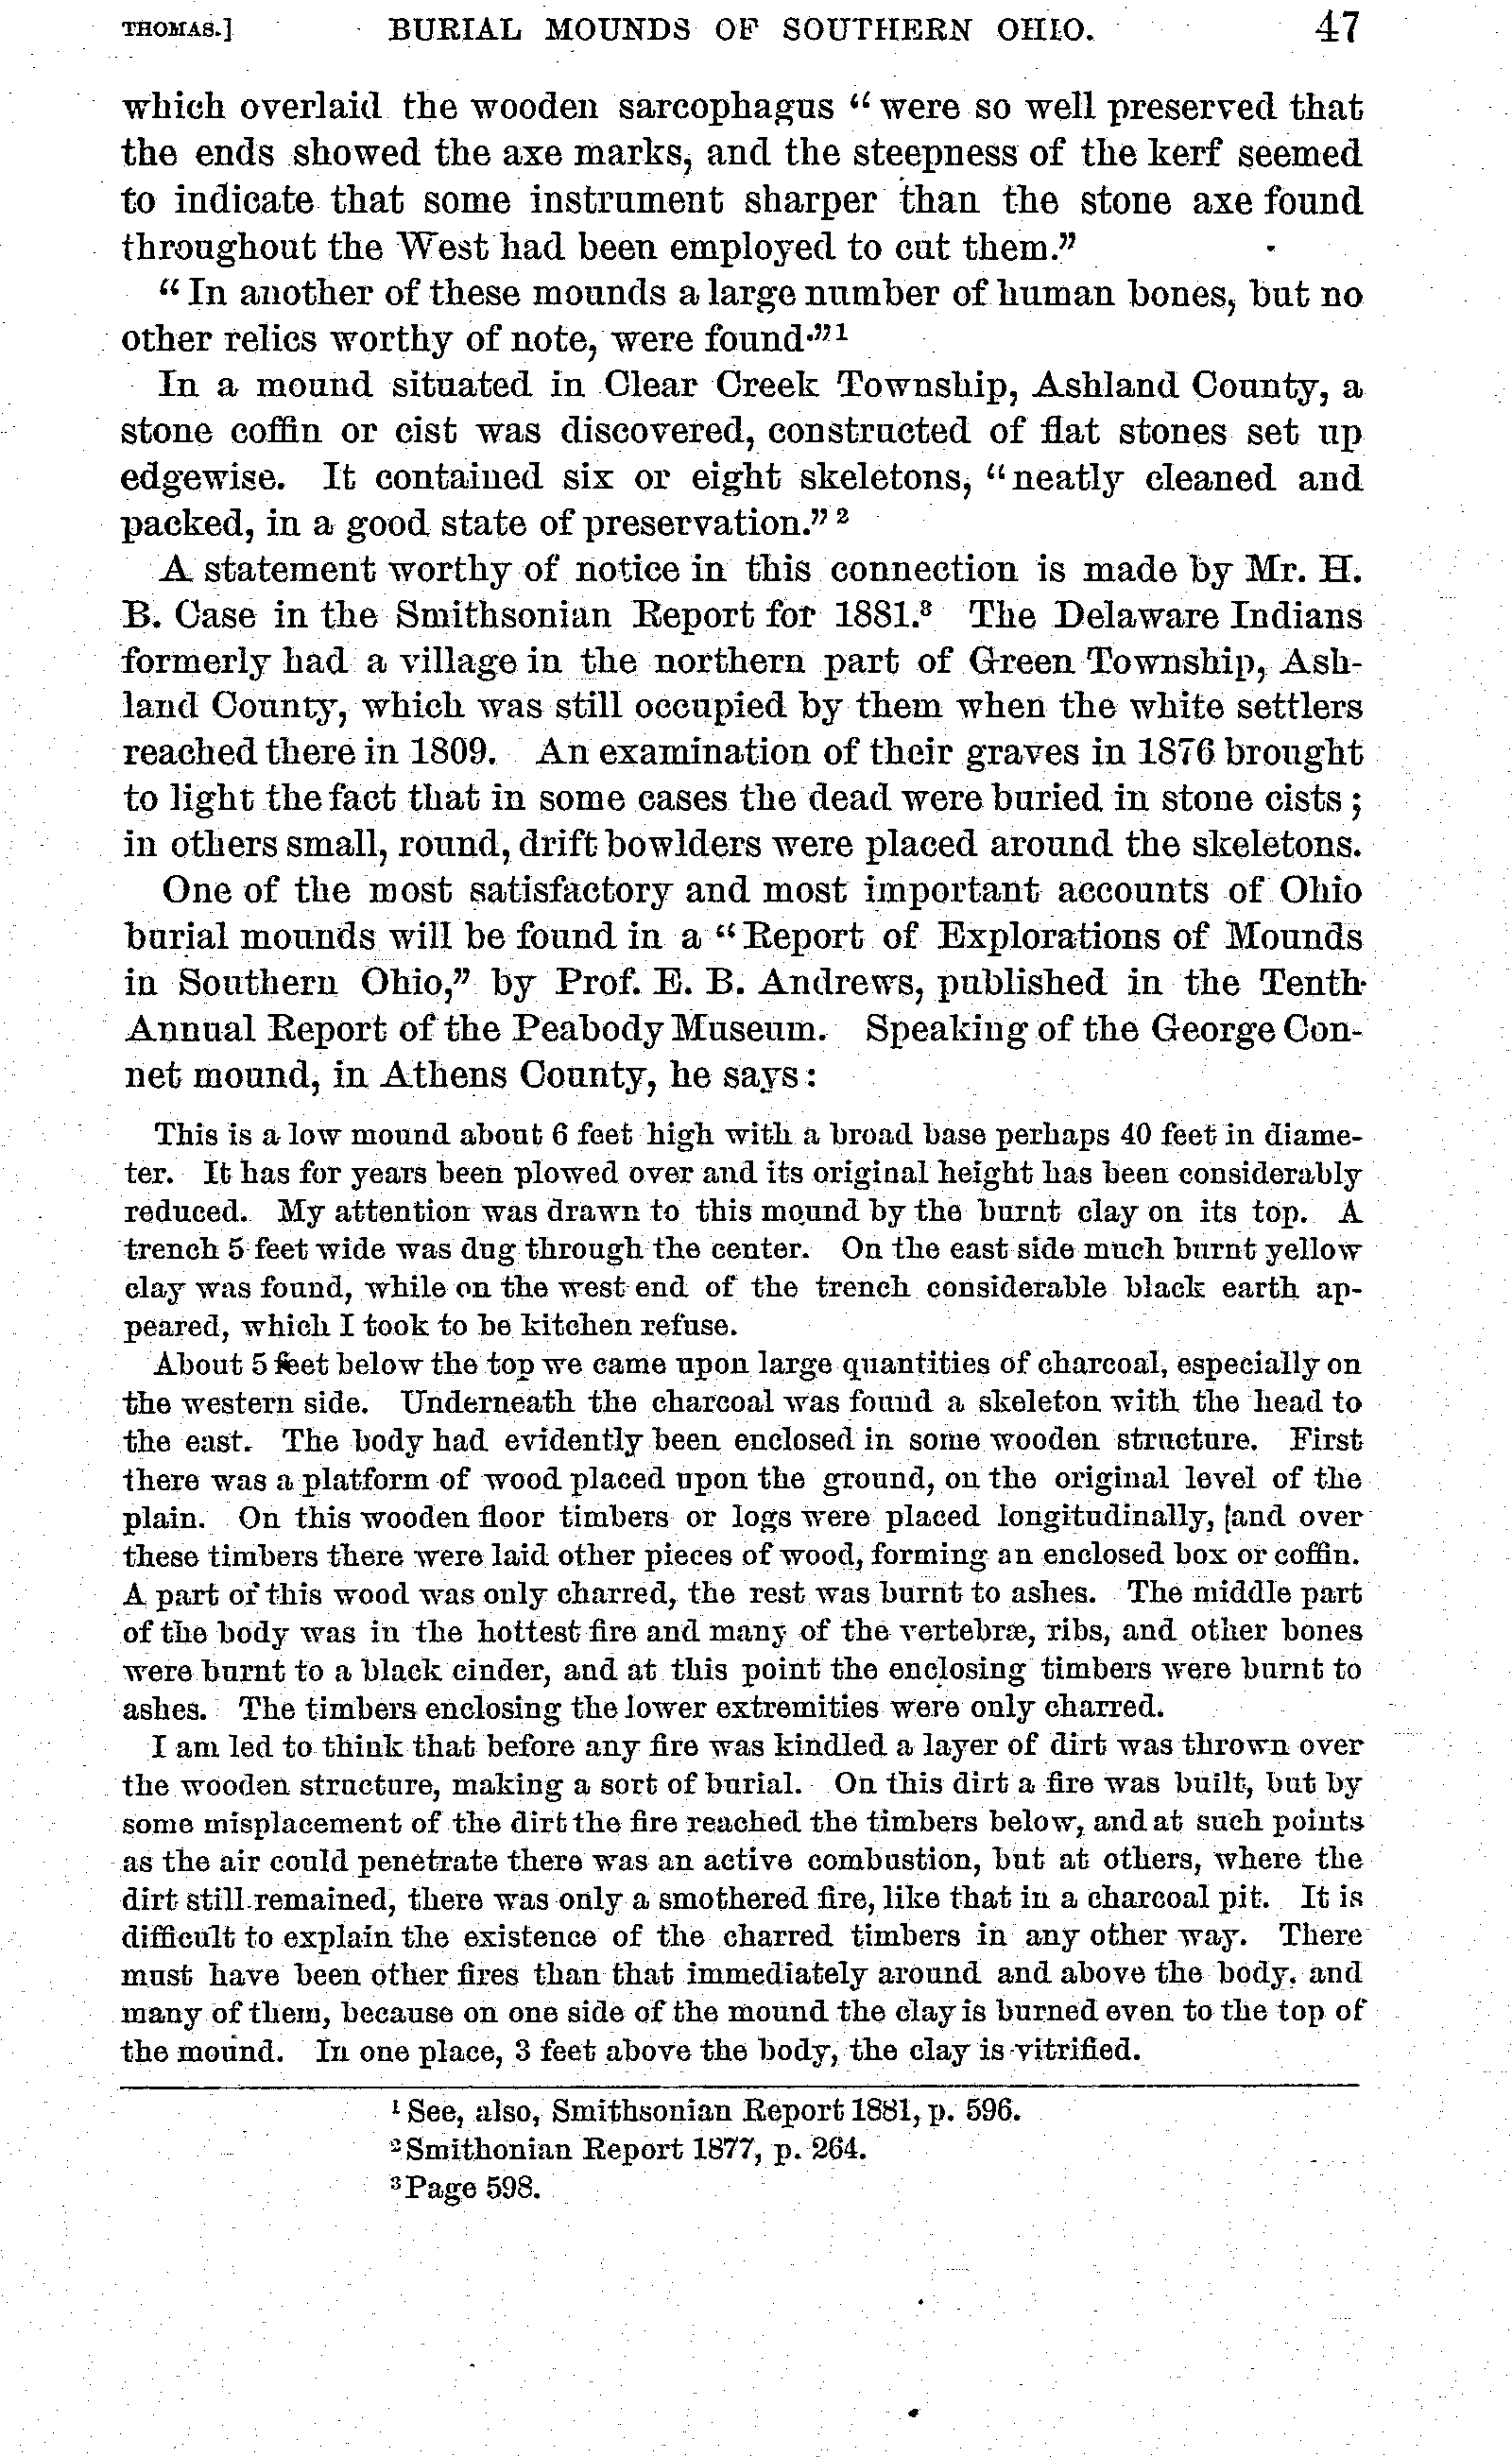 THOMAS.] BURIAL MOUNDS OF SOUTHERN OHIO. 47
which overlaid the wooden sarcophagus “were so well preserved that
the ends showed the axe marks, and the steepness of the kerf seemed
to indicate that some instrument sharper than the stone axe found
throughout the West had been employed to cut them.”
“In another of these mounds a large number of human bones, but no
other relics worthy of note, were found.”¹
In a mound situated in Clear Creek Township, Ashland County, a
stone coffin or cist was discovered, constructed of flat stones set up
edgewise. It contained six or eight skeletons, “neatly cleaned and
packed, in a good state of preservation.”²
A statement worthy of notice in this connection is made by Mr. H.
B. Case in the Smithsonian Report for 1881.³ The Delaware Indians
formerly had a village in the northern part of Green Township, Ash-
land County, which was still occupied by them when the white settlers
reached there in 1809. An examination of their graves in 1876 brought
to light the fact that in some cases the dead were buried in stone cists;
in others small, round, drift bowlders were placed around the skeletons.
One of the most satisfactory and most important accounts of Ohio
burial mounds will be found in a “Report of Explorations of Mounds
in Southern Ohio,” by Prof. E. B. Andrews, published in the Tenth
Annual Report of the Peabody Museum. Speaking of the George Con-
net mound, in Athens County, he says:
This is a low mound about 6 feet high with a broad base perhaps 40 feet in diame-
ter. It has for years been plowed over and its original height has been considerably
reduced. My attention was drawn to this mound by the burnt clay on its top. A
trench 5 feet wide was dug through the center. On the east side much burnt yellow
clay was found, while on the west end of the trench considerable black earth ap-
peared, which I took to be kitchen refuse.
About 5 feet below the top we came upon large quantities of charcoal, especially on
the western side. Underneath the charcoal was found a skeleton with the head to
the east. The body had evidently been enclosed in some wooden structure. First
there was a platform of wood placed upon the ground, on the original level of the
plain. On this wooden floor timbers or logs were placed longitudinally, [and over
these timbers there were laid other pieces of wood, forming an enclosed box or coffin.
A part of this wood was only charred, the rest was burnt to ashes. The middle part
of the body was in the hottest fire and many of the vertebræ, ribs, and other bones
were burnt to a black cinder, and at this point the enclosing timbers were burnt to
ashes. The timbers enclosing the lower extremities were only charred.
I am led to think that before any fire was kindled a layer of dirt was thrown over
the wooden structure, making a sort of burial. On this dirt a fire was built, but by
some misplacement of the dirt the fire reached the timbers below, and at such points
as the air could penetrate there was an active combustion, but at others, where the
dirt still remained, there was only a smothered fire, like that in a charcoal pit. It is
difficult to explain the existence of the charred timbers in any other way. There
must have been other fires than that immediately around and above the body, and
many of them, because on one side of the mound the clay is burned even to the top of
the mound. In one place, 3 feet above the body, the clay is vitrified.
¹See, also, Smithsonian Report 1881, p. 596.
²Smithonian Report 1877, p. 264.
³Page 598.